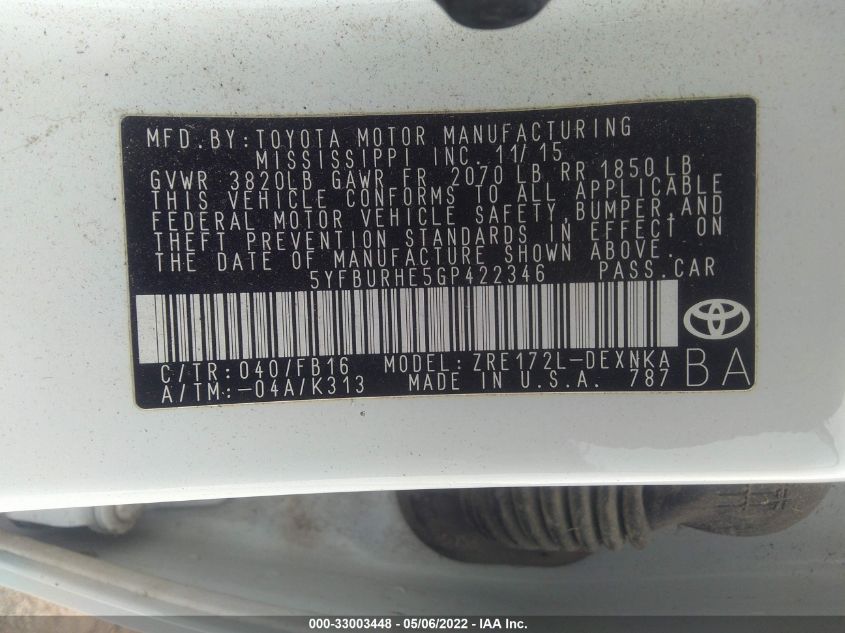 MFD.BY:TOYOTA MOTOR MANUFACTURING
MISSISSIPPI INC. 11/15
GVWR 3820LB GAWR FR 2070 LB RR 1850 LB
THIS VEHICLE CONFORMS TO ALL APPLICABLE
FEDERAL MOTOR VEHICLE SAFETY,BUMPER,AND
THEFT PREVENTION STANDARDS IN EFFECT ON
THE DATE OF MANUFACTURE SHOWN ABOVE.
5YFBURHE5GP422346 PASS.CAR
C/TR:040/FB16 MODEL:ZRE172L-DEXNKA
A/TM:-04A/K313 MADE IN U.S.A. 787 BA
000-33003448 - 05/06/2022 - IAA Inc.